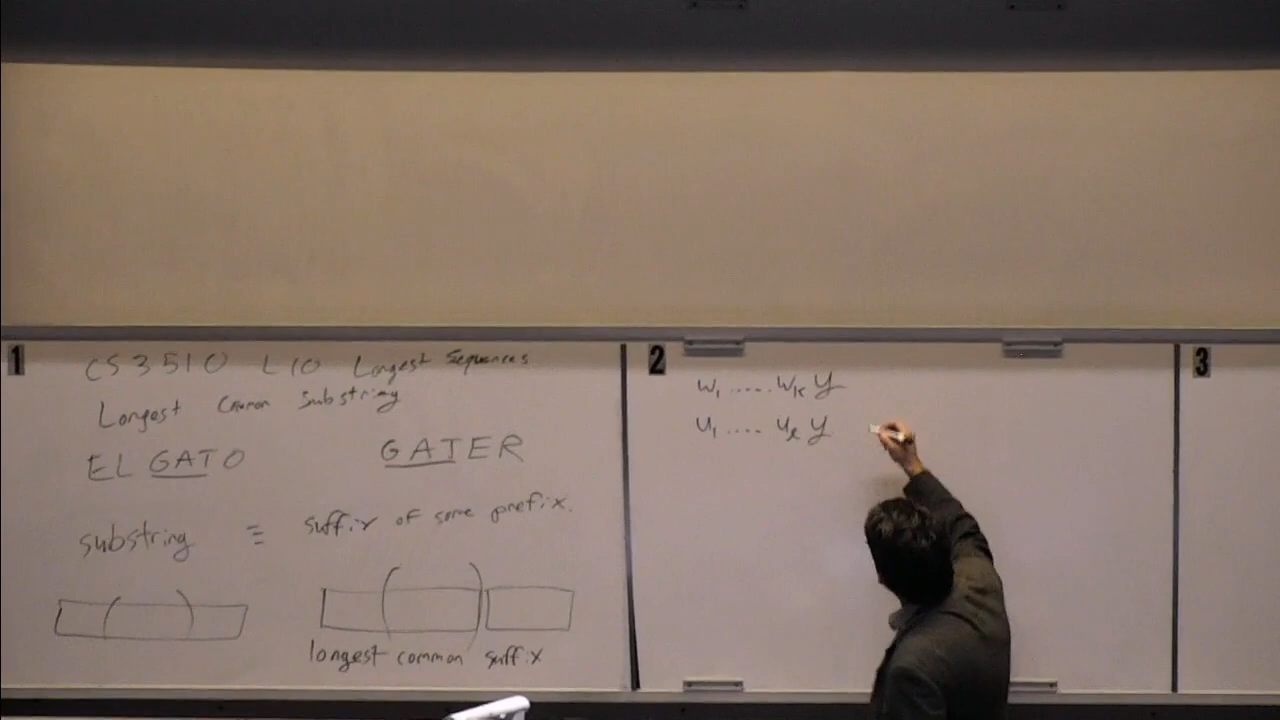 1
CS 3510 L10 Longest Sequences
Longest Common Substring
EL GATO GATER
substring ≡ suffix of some prefix.
longest common suffix
2
w₁ ..... wₖ y
u₁ .... uₗ y
3